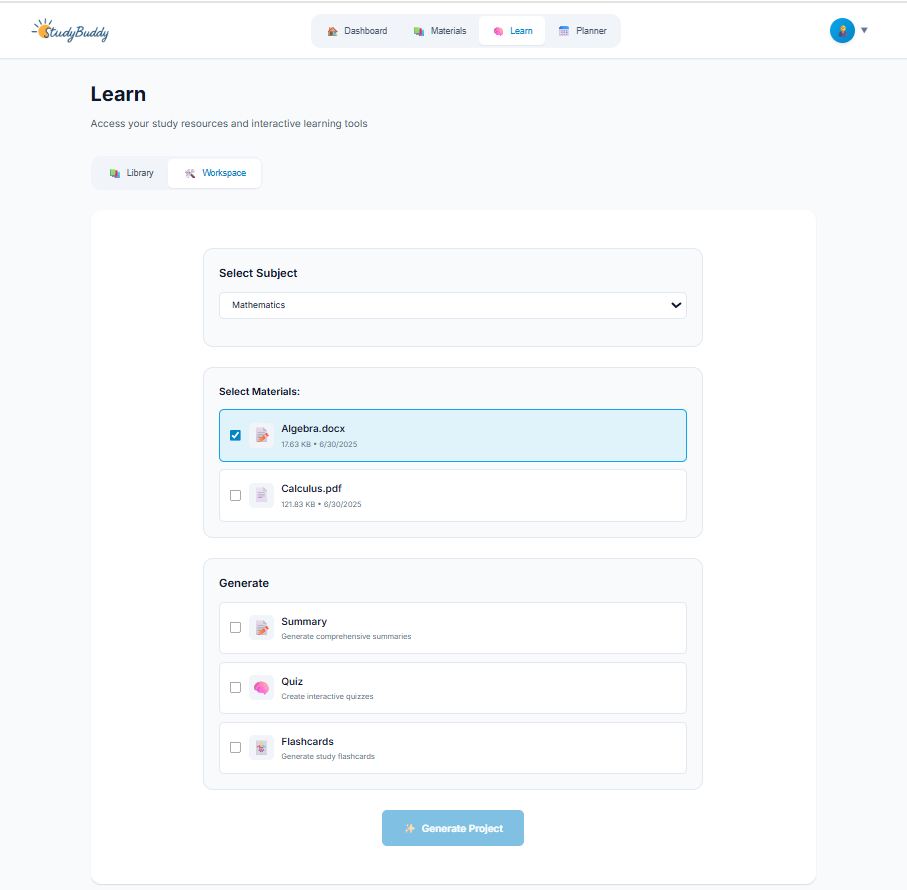 StudyBuddy
Dashboard
Materials
Learn
Planner
Learn
Access your study resources and interactive learning tools
Library
Workspace
Select Subject
Mathematics
Select Materials:
Algebra.docx
17.63 KB • 6/30/2025
Calculus.pdf
121.83 KB • 6/30/2025
Generate
Summary
Generate comprehensive summaries
Quiz
Create interactive quizzes
Flashcards
Generate study flashcards
Generate Project